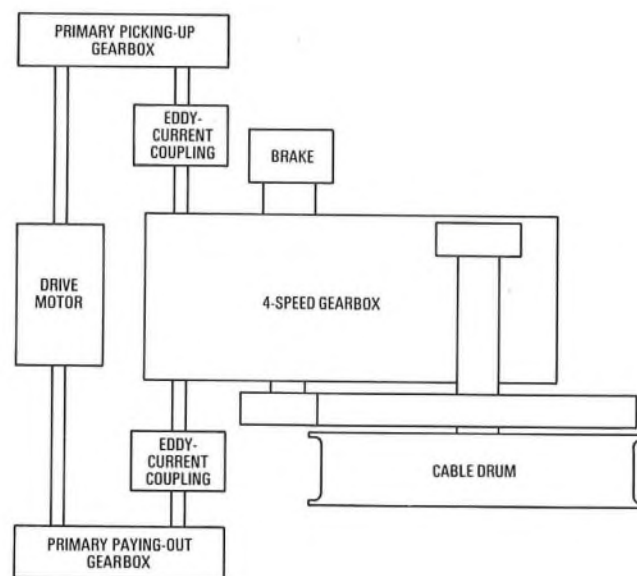 PRIMARY PICKING-UP
GEARBOX
EDDY-
CURRENT
COUPLING
BRAKE
DRIVE
MOTOR
4-SPEED GEARBOX
EDDY-
CURRENT
COUPLING
CABLE DRUM
PRIMARY PAYING-OUT
GEARBOX